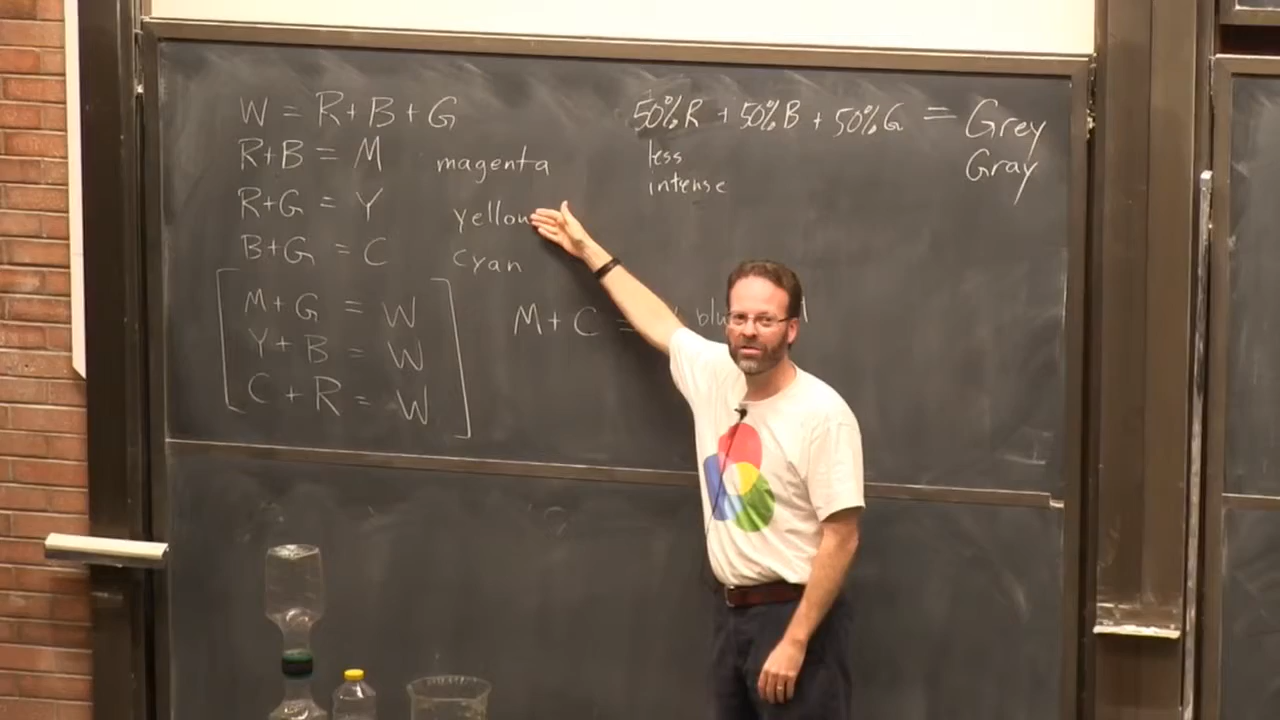 W = R+B+G
R+B = M magenta
R+G = Y yellow
B+G = C cyan
M+G = W
Y+B = W
C+R = W
M+C =
50%R + 50%B + 50%G = Grey
less
intense
Gray